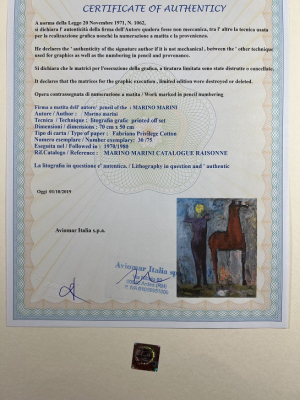 CERTIFICATE OF AUTHENTICITY
A norma della Legge 20 Novembre 1971, N. 1062,
si dichiara l' autenticità della firma dell'Autore qualora fosse non meccanica, tra l' altre la tecnica usata
per la realizzazione grafica nonché la numerazione a matita e la provenienza.
He declares the ' authenticity of the signature author if it is not mechanical , between the ' other technique
used for graphics as well as the numbering in pencil and provenance.
Si dichiara che le matrici per l'esecuzione della grafica, a tiratura limitata sono state distrutte o cancellate.
It declares that the matrices for the graphic execution , limited edition were destroyed or deleted.
Opera contrassegnata di numerazione a matita / Work marked in pencil numbering
Firma a matita dell' autore/ pencil of the : MARINO MARINI
Autore / Author : Marino marini
Tecnica / Technique : litografia grafic printed off set
Dimensioni / dimensions : 70 cm x 50 cm
Tipo di carta / Type of paper : Fabriano Privilege Cotton
Numero esemplare / Number exemplary: 30 /75
Eseguita nel / Followed in : 1970/1980
Rif.Catalogo / Reference : MARINO MARINI CATALOGUE RAISONNE
La litografia in questione e' autentica. / Lithography in question and ' authentic
Oggi 01/10/2019
Aviomar Italia s.p.a.
Aviomar Italia spa